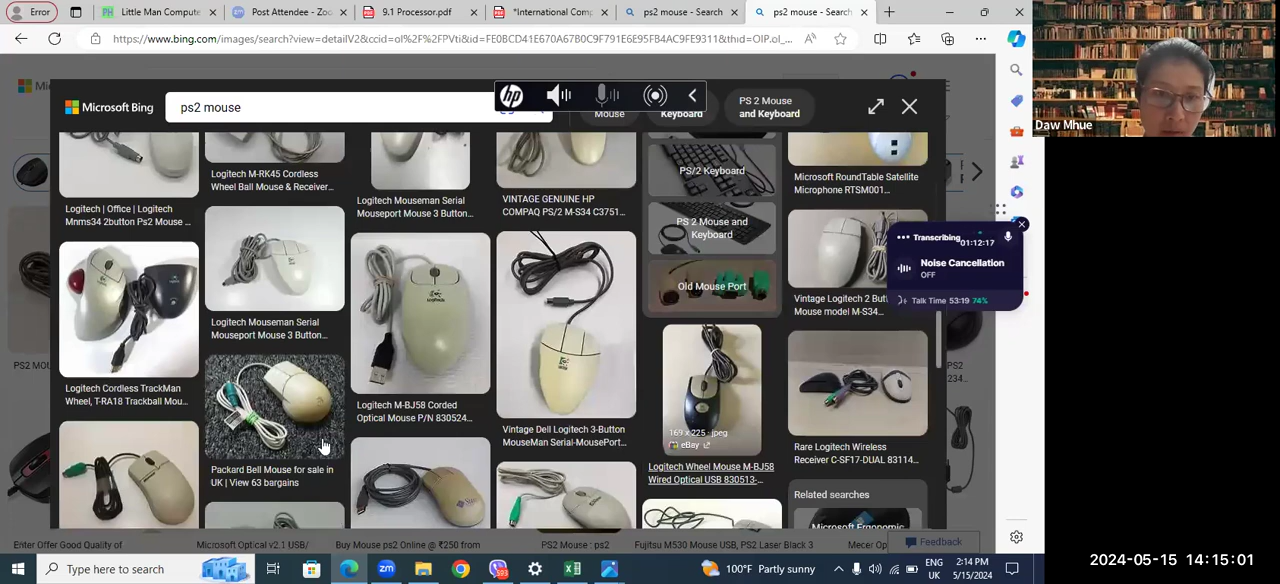 Error
Little Man Compute
Post Attendee - Zoo
9.1 Processor.pdf
*International Com
ps2 mouse - Search
ps2 mouse - Search
https://www.bing.com/images/search?view=detailV2&ccid=ol%2f%2FPVti&id=FE0BCD41E670A67B0C9F791E6E95FB4AC9FE9311&thid=OIP.ol_...
Microsoft Bing
ps2 mouse
hp
Mouse
Keyboard
PS 2 Mouse
and Keyboard
Daw Mhue
Logitech | Office | Logitech
Mnms34 2button Ps2 Mouse ...
Logitech M-RK45 Cordless
Wheel Ball Mouse & Receiver...
Logitech Mouseman Serial
Mouseport Mouse 3 Button...
VINTAGE GENUINE HP
COMPAQ PS/2 M-S34 C3751...
PS/2 Keyboard
PS 2 Mouse and
Keyboard
Old Mouse Port
Microsoft RoundTable Satellite
Microphone RTSM001...
Transcribing
01:12:17
Noise Cancellation
OFF
Talk Time 53:19 74%
Vintage Logitech 2 Butt
Mouse model M-S34...
Logitech Mouseman Serial
Mouseport Mouse 3 Button...
Logitech Cordless TrackMan
Wheel, T-RA18 Trackball Mou...
Logitech M-BJ58 Corded
Optical Mouse P/N 830524...
Vintage Dell Logitech 3-Button
MouseMan Serial-MousePort...
169 x 225 · jpeg
eBay
Logitech Wheel Mouse M-BJ58
Wired Optical USB 830513-...
Rare Logitech Wireless
Receiver C-SF17-DUAL 83114...
Packard Bell Mouse for sale in
UK | View 63 bargains
Related searches
Microsoft Ergonomic
PS2
234...
Enter Offer Good Quality of
Microsoft Optical v2.1 USB/
Buy Mouse ps2 Online @ ₹250 from
PS2 Mouse : ps2
Fujitsu M530 Mouse USB, PS2 Laser Black 3
Mecer Op
Feedback
Type here to search
100°F Partly sunny
ENG
UK
2:14 PM
5/15/2024
2024-05-15 14:15:01